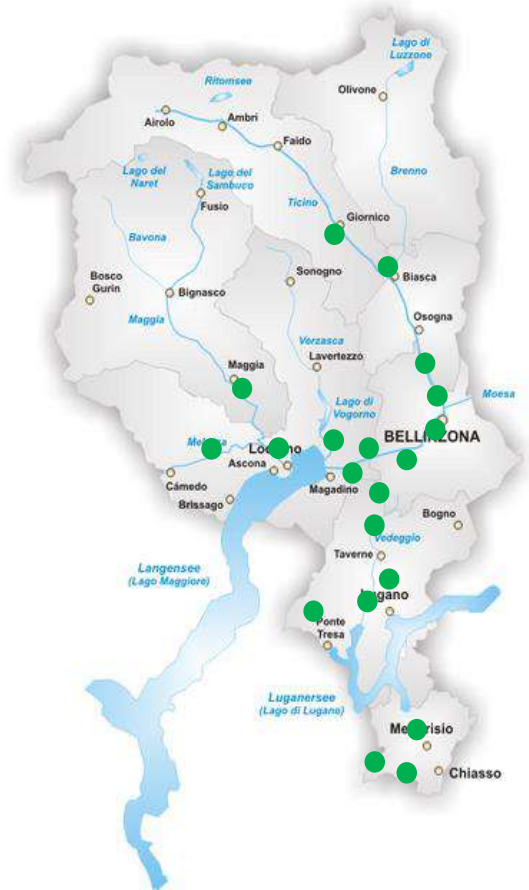 Lago di
Luzzone
Ritomsee
Olivone
Airolo
Ambrì
Faido
Lago del
Naret
Lago del
Sambuco
Brenno
Fusio
Ticino
Giornico
Bavona
Sonogno
Biasca
Bosco
Gurin
Bignasco
Osogna
Maggia
Verzasca
Lavertezzo
Maggia
Moesa
Lago di
Vogorno
BELLINZONA
Ascona
Cámedo
Magadino
Brissago
Bogno
Vedeggio
Taverne
Langensee
(Lago Maggiore)
Lugano
Ponte
Tresa
Luganersee
(Lago di Lugano)
Chiasso